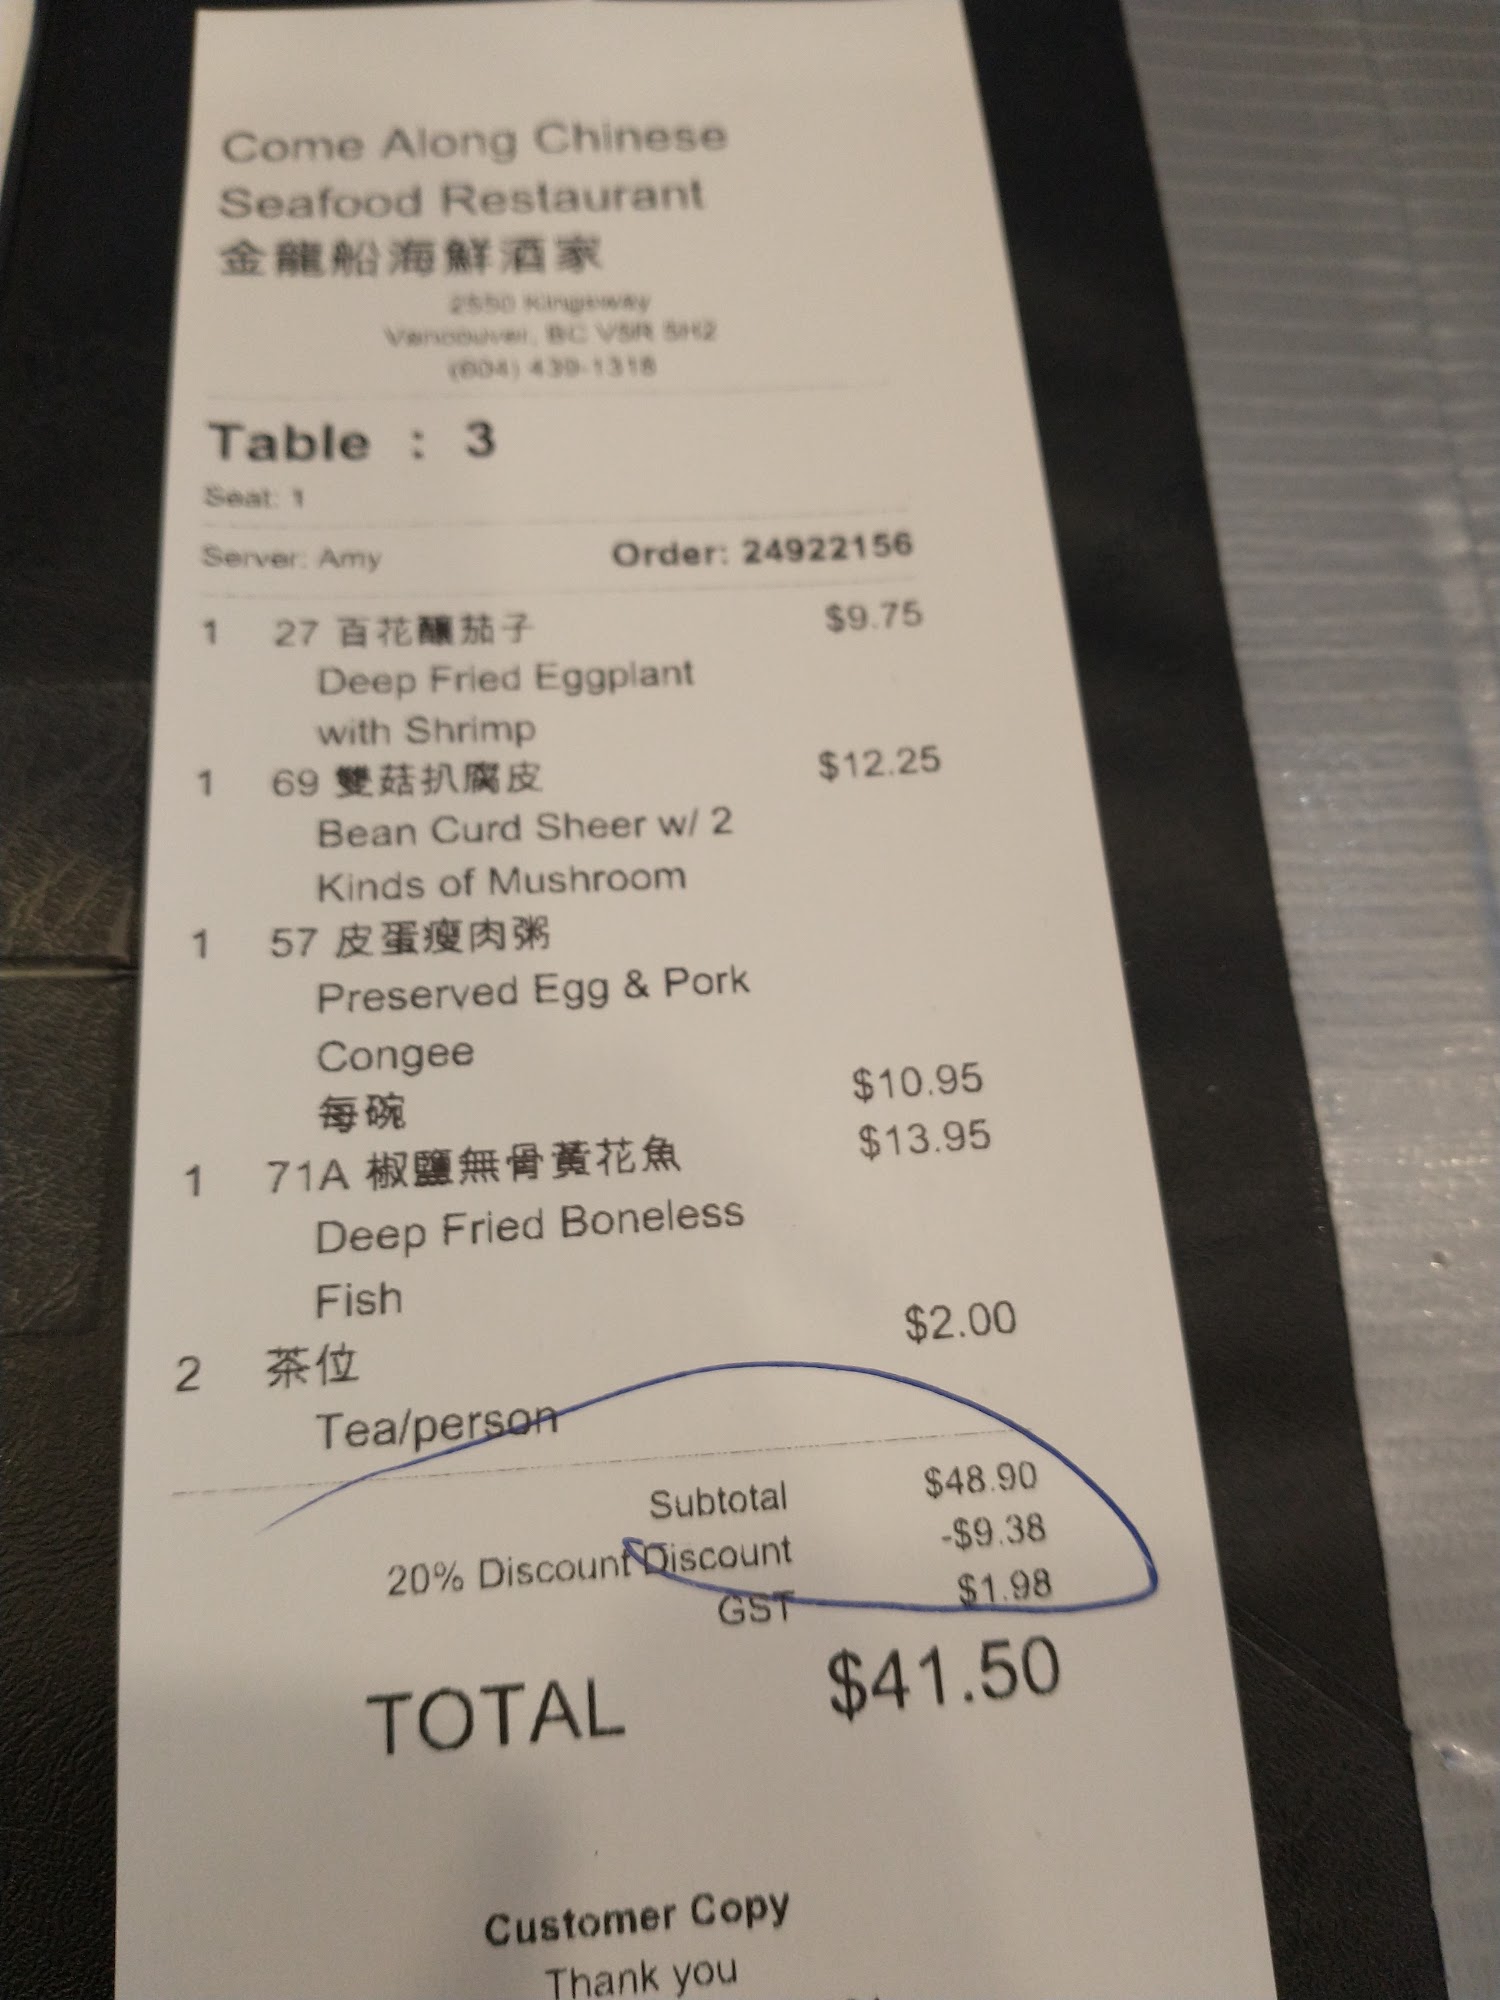 Come Along Chinese
Seafood Restaurant
金龍船海鮮酒家
2550 Kingsway
Vancouver, BC V5R 5H2
(604) 439-1318
Table : 3
Seat: 1
Server: Amy Order: 24922156
1 27 百花釀茄子 $9.75
Deep Fried Eggplant
with Shrimp
1 69 雙菇扒腐皮 $12.25
Bean Curd Sheer w/ 2
Kinds of Mushroom
1 57 皮蛋瘦肉粥
Preserved Egg & Pork
Congee
每碗 $10.95
1 71A 椒鹽無骨黃花魚 $13.95
Deep Fried Boneless
Fish
2 茶位 $2.00
Tea/person
Subtotal $48.90
20% Discount Discount -$9.38
GST $1.98
TOTAL $41.50
Customer Copy
Thank you